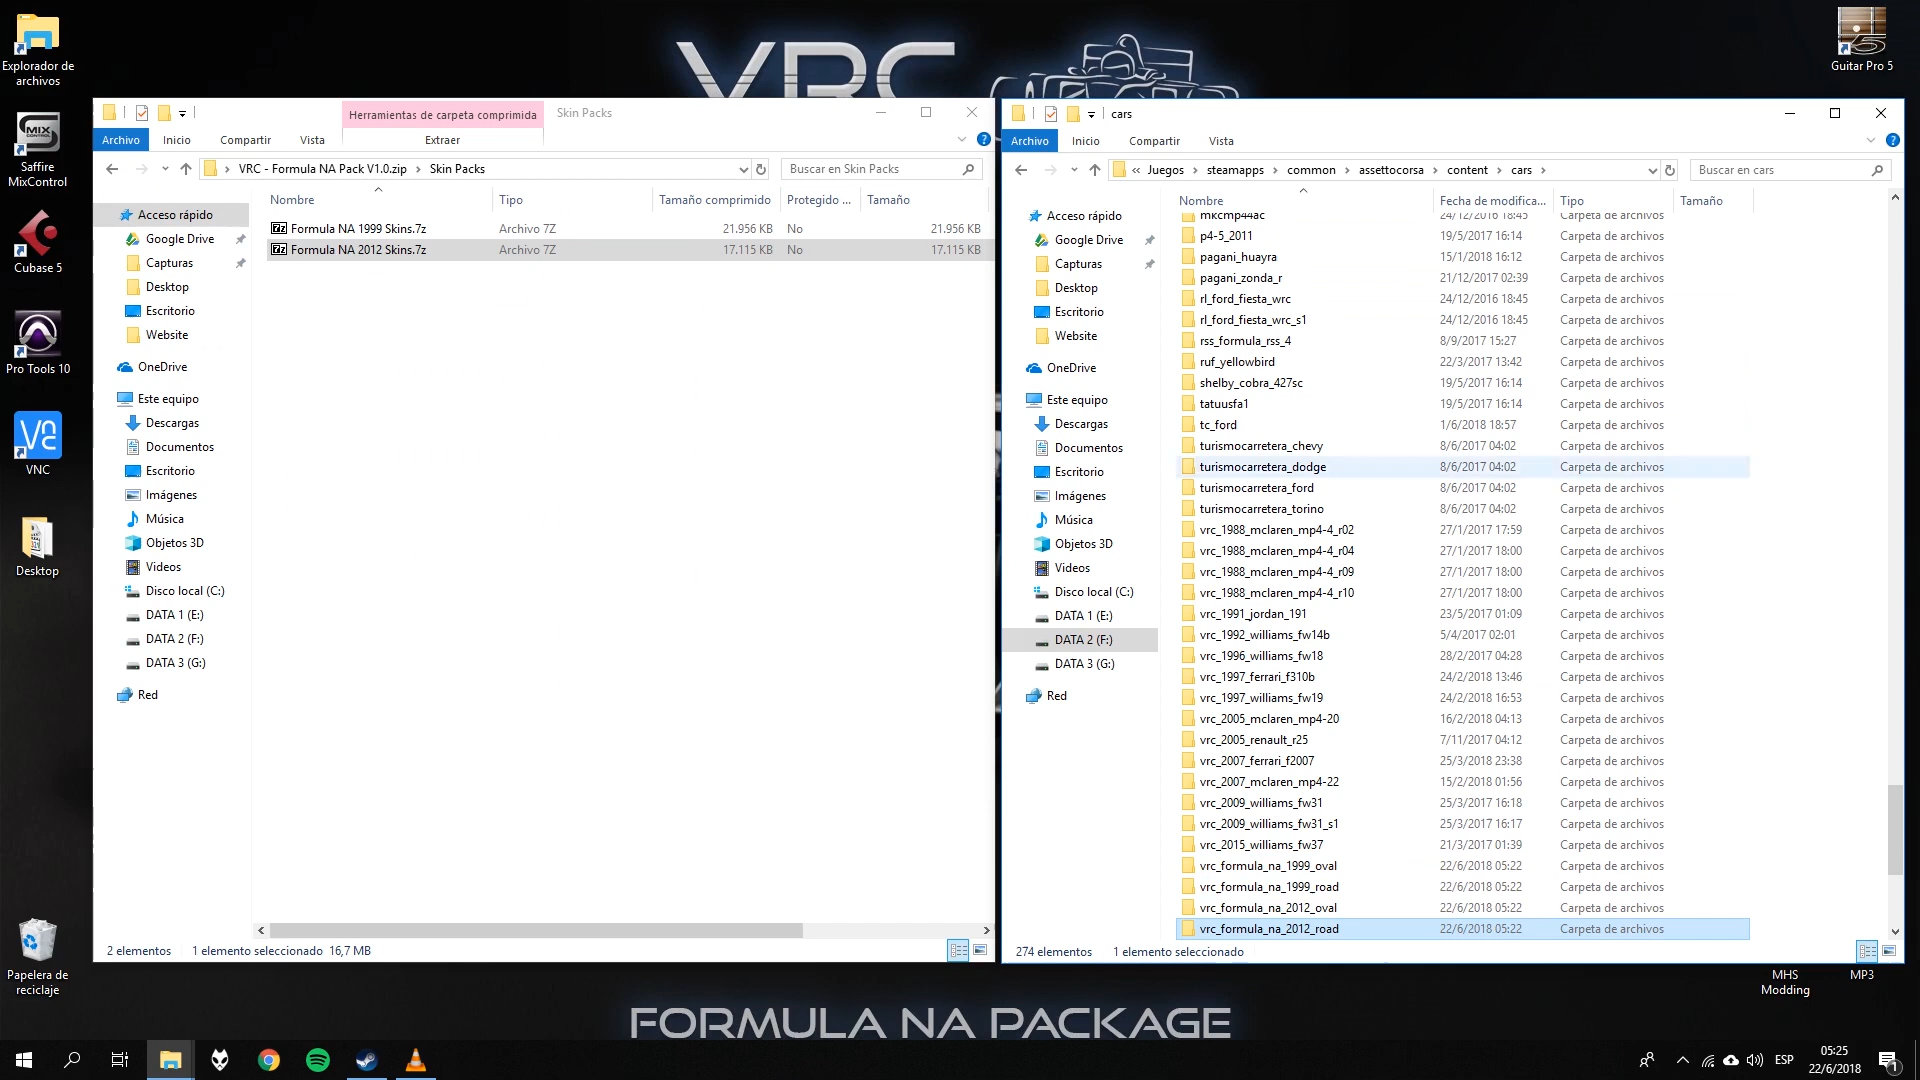 VRC
Explorador de
archivos
Saffire
MixControl
Cubase 5
Pro Tools 10
VNC
Desktop
Papelera de
reciclaje
Guitar Pro 5
MHS
Modding
MP3
Herramientas de carpeta comprimida
Skin Packs
Archivo Inicio Compartir Vista Extraer
VRC - Formula NA Pack V1.0.zip › Skin Packs
Buscar en Skin Packs
Nombre Tipo Tamaño comprimido Protegido ... Tamaño
Formula NA 1999 Skins.7z Archivo 7Z 21.956 KB No 21.956 KB
Formula NA 2012 Skins.7z Archivo 7Z 17.115 KB No 17.115 KB
Acceso rápido
Google Drive
Capturas
Desktop
Escritorio
Website
OneDrive
Este equipo
Descargas
Documentos
Escritorio
Imágenes
Música
Objetos 3D
Videos
Disco local (C:)
DATA 1 (E:)
DATA 2 (F:)
DATA 3 (G:)
Red
2 elementos 1 elemento seleccionado 16,7 MB
cars
Archivo Inicio Compartir Vista
« Juegos › steamapps › common › assettocorsa › content › cars ›
Buscar en cars
Acceso rápido
Google Drive
Capturas
Desktop
Escritorio
Website
OneDrive
Este equipo
Descargas
Documentos
Escritorio
Imágenes
Música
Objetos 3D
Videos
Disco local (C:)
DATA 1 (E:)
DATA 2 (F:)
DATA 3 (G:)
Red
Nombre Fecha de modifica... Tipo Tamaño
mkcmp44ac 24/12/2016 18:45 Carpeta de archivos
p4-5_2011 19/5/2017 16:14 Carpeta de archivos
pagani_huayra 15/1/2018 16:12 Carpeta de archivos
pagani_zonda_r 21/12/2017 02:39 Carpeta de archivos
rl_ford_fiesta_wrc 24/12/2016 18:45 Carpeta de archivos
rl_ford_fiesta_wrc_s1 24/12/2016 18:45 Carpeta de archivos
rss_formula_rss_4 8/9/2017 15:27 Carpeta de archivos
ruf_yellowbird 22/3/2017 13:42 Carpeta de archivos
shelby_cobra_427sc 19/5/2017 16:14 Carpeta de archivos
tatuusfa1 19/5/2017 16:14 Carpeta de archivos
tc_ford 1/6/2018 18:57 Carpeta de archivos
turismocarretera_chevy 8/6/2017 04:02 Carpeta de archivos
turismocarretera_dodge 8/6/2017 04:02 Carpeta de archivos
turismocarretera_ford 8/6/2017 04:02 Carpeta de archivos
turismocarretera_torino 8/6/2017 04:02 Carpeta de archivos
vrc_1988_mclaren_mp4-4_r02 27/1/2017 17:59 Carpeta de archivos
vrc_1988_mclaren_mp4-4_r04 27/1/2017 18:00 Carpeta de archivos
vrc_1988_mclaren_mp4-4_r09 27/1/2017 18:00 Carpeta de archivos
vrc_1988_mclaren_mp4-4_r10 27/1/2017 18:00 Carpeta de archivos
vrc_1991_jordan_191 23/5/2017 01:09 Carpeta de archivos
vrc_1992_williams_fw14b 5/4/2017 02:01 Carpeta de archivos
vrc_1996_williams_fw18 28/2/2017 04:28 Carpeta de archivos
vrc_1997_ferrari_f310b 24/2/2018 13:46 Carpeta de archivos
vrc_1997_williams_fw19 24/2/2018 16:53 Carpeta de archivos
vrc_2005_mclaren_mp4-20 16/2/2018 04:13 Carpeta de archivos
vrc_2005_renault_r25 7/11/2017 04:12 Carpeta de archivos
vrc_2007_ferrari_f2007 25/3/2018 23:38 Carpeta de archivos
vrc_2007_mclaren_mp4-22 15/2/2018 01:56 Carpeta de archivos
vrc_2009_williams_fw31 25/3/2017 16:18 Carpeta de archivos
vrc_2009_williams_fw31_s1 25/3/2017 16:17 Carpeta de archivos
vrc_2015_williams_fw37 21/3/2017 01:39 Carpeta de archivos
vrc_formula_na_1999_oval 22/6/2018 05:22 Carpeta de archivos
vrc_formula_na_1999_road 22/6/2018 05:22 Carpeta de archivos
vrc_formula_na_2012_oval 22/6/2018 05:22 Carpeta de archivos
vrc_formula_na_2012_road 22/6/2018 05:22 Carpeta de archivos
274 elementos 1 elemento seleccionado
FORMULA NA PACKAGE
ESP
05:25
22/6/2018
1